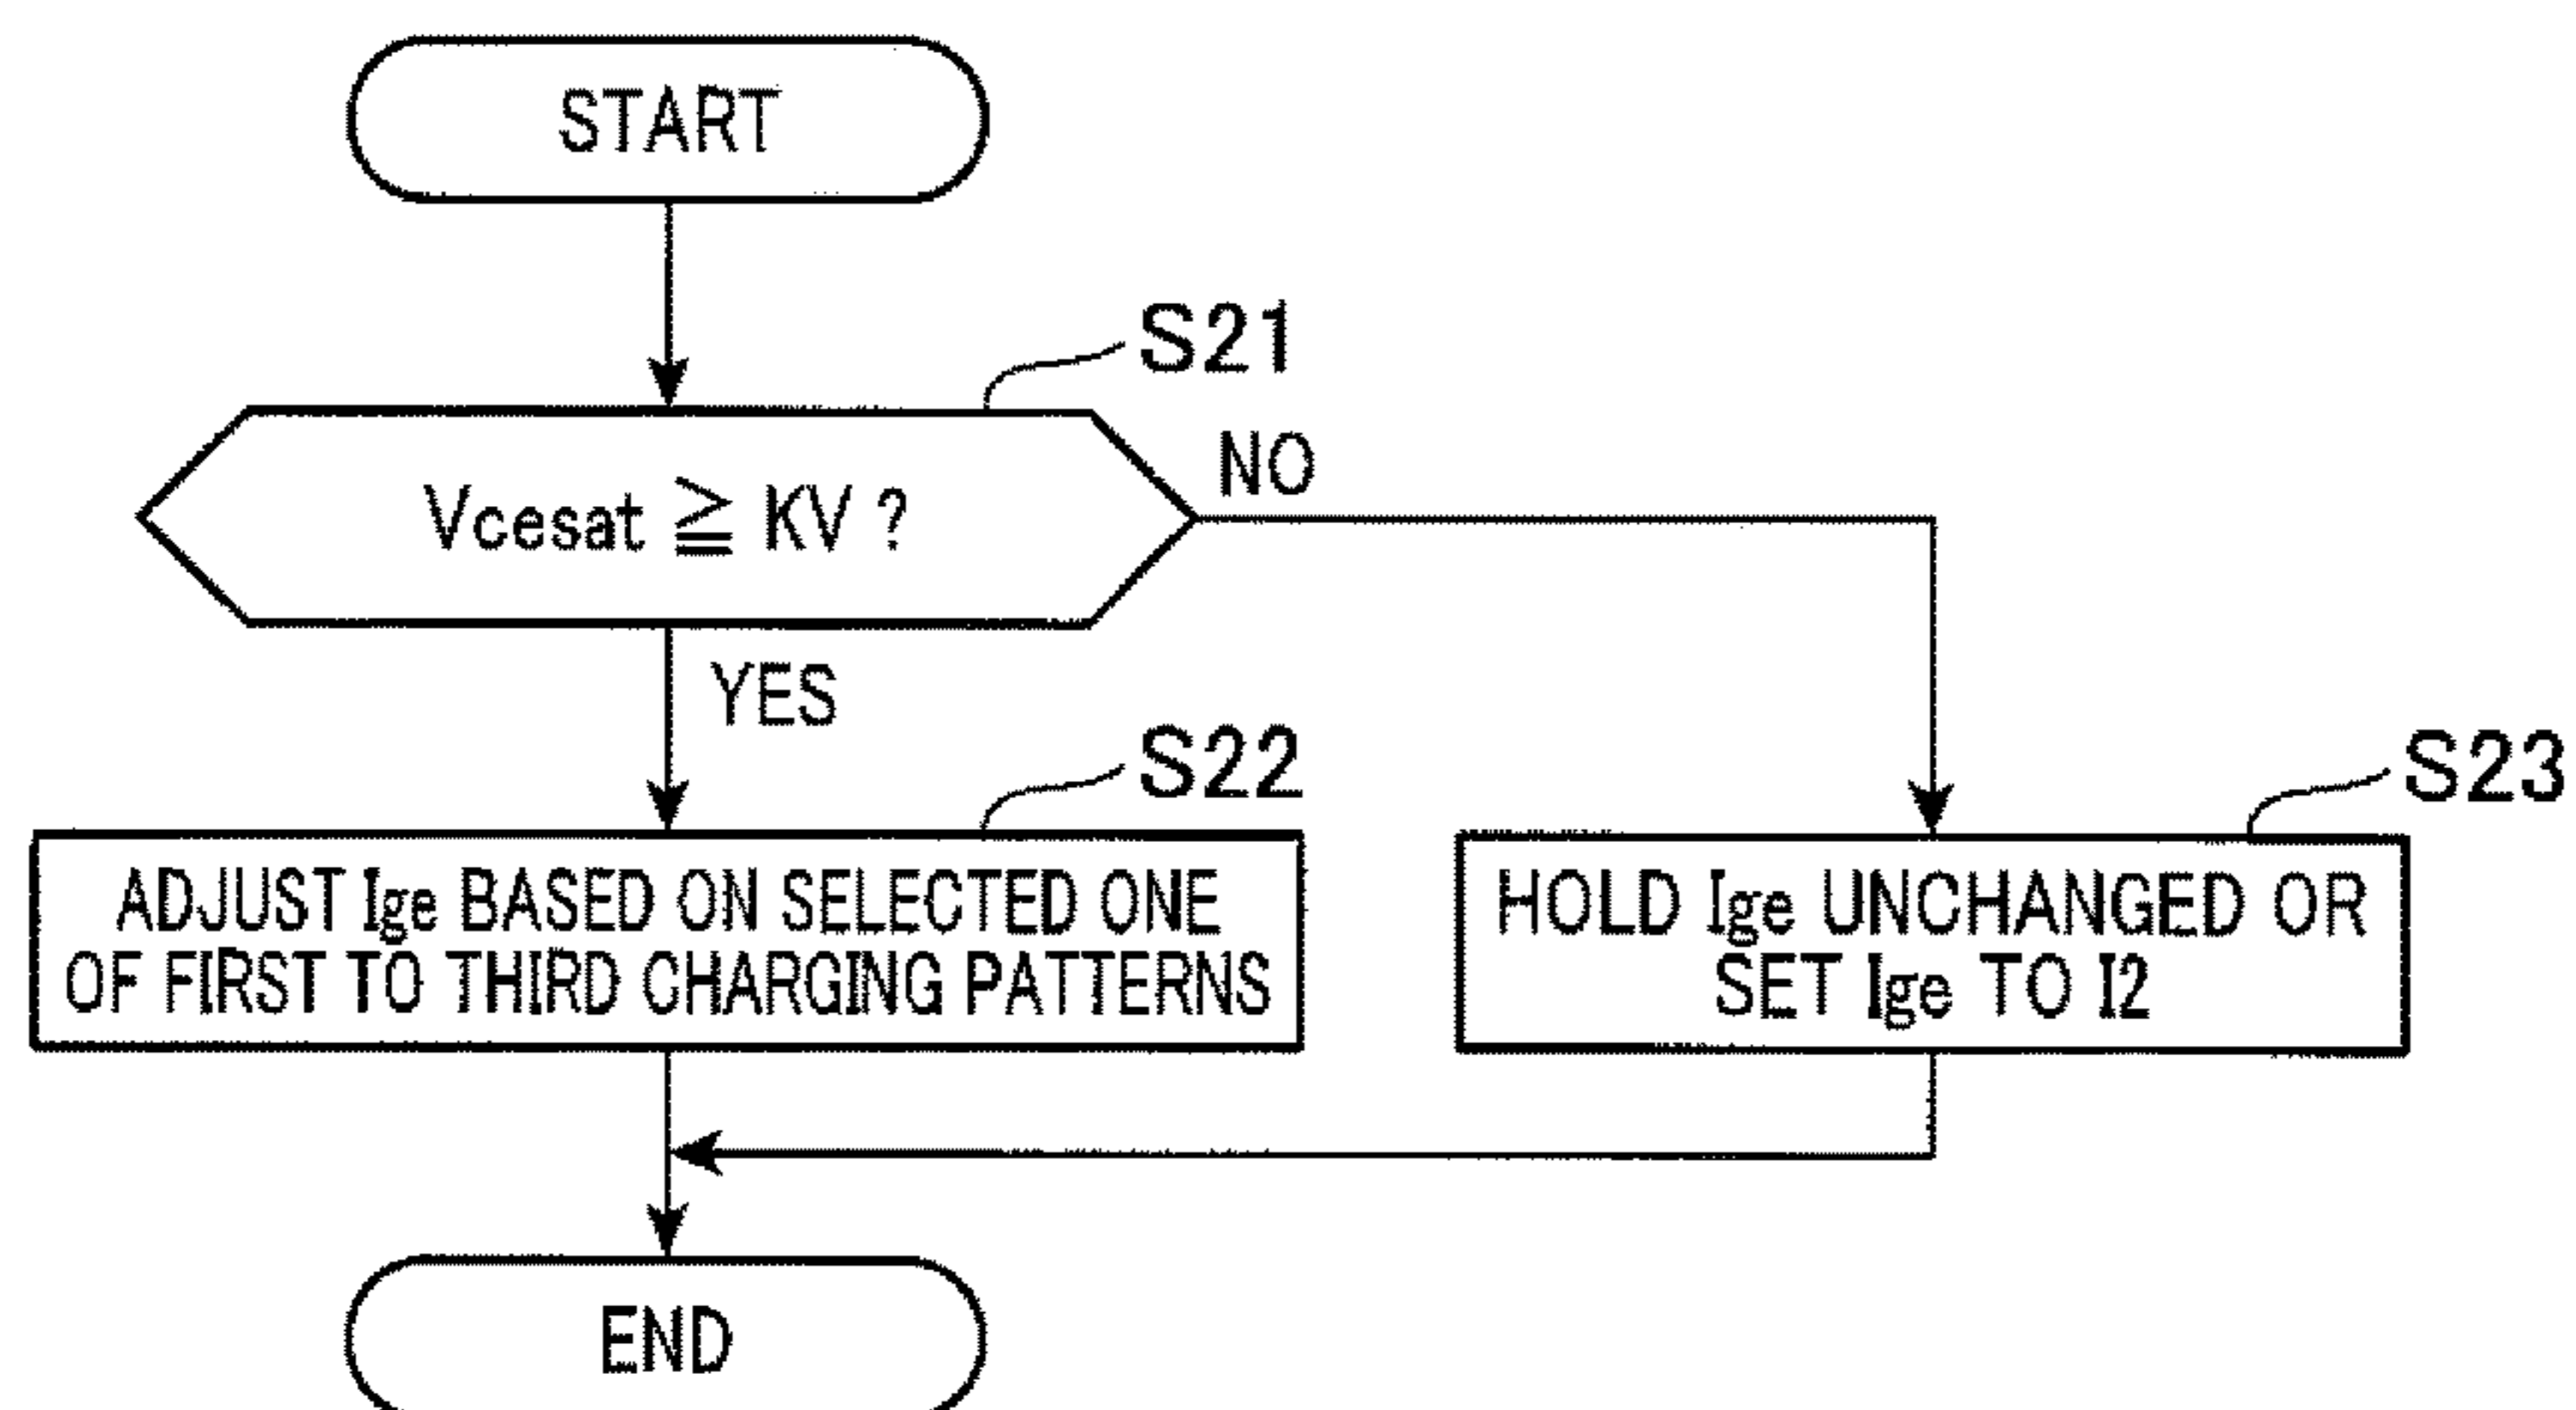 START
S21
Vcesat ≧ KV ?
NO
YES
S22
S23
ADJUST Ige BASED ON SELECTED ONE
OF FIRST TO THIRD CHARGING PATTERNS
HOLD Ige UNCHANGED OR
SET Ige TO I2
END